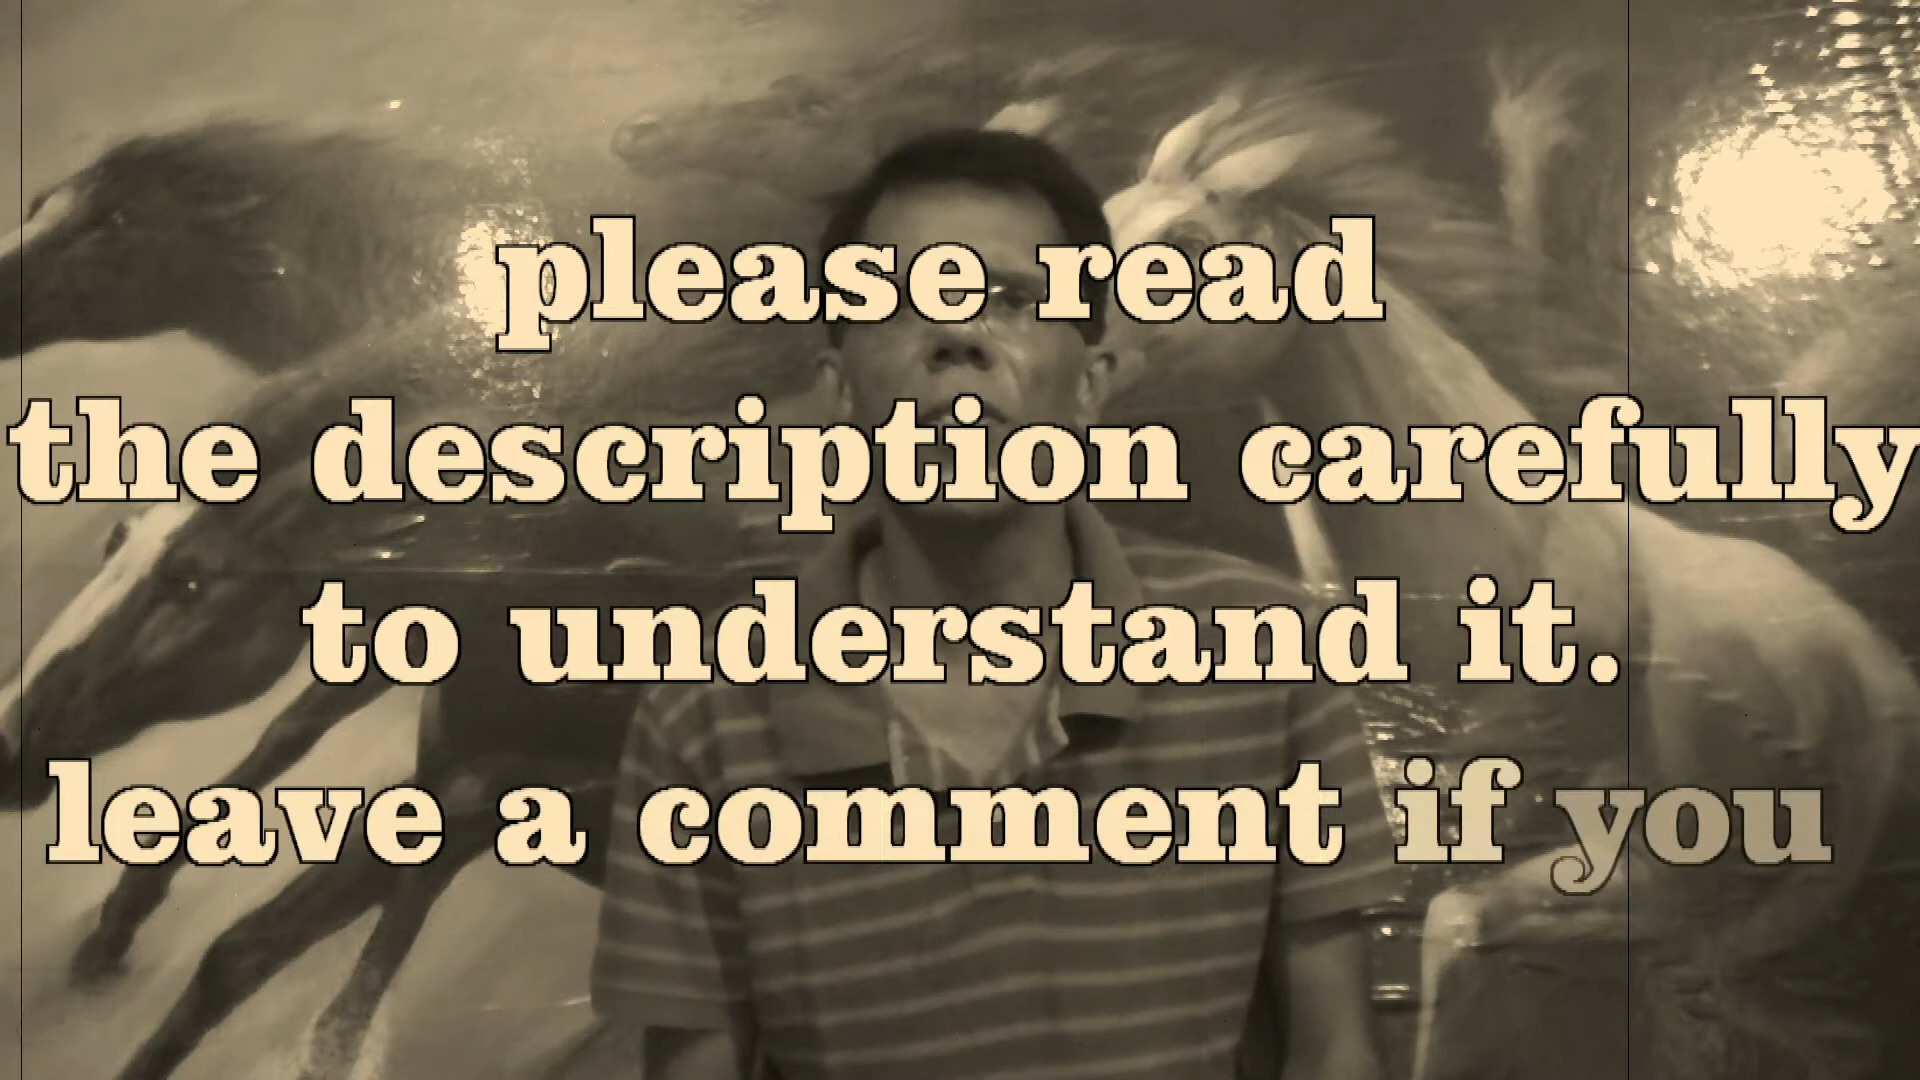 please read
the description carefully
to understand it.
leave a comment if you